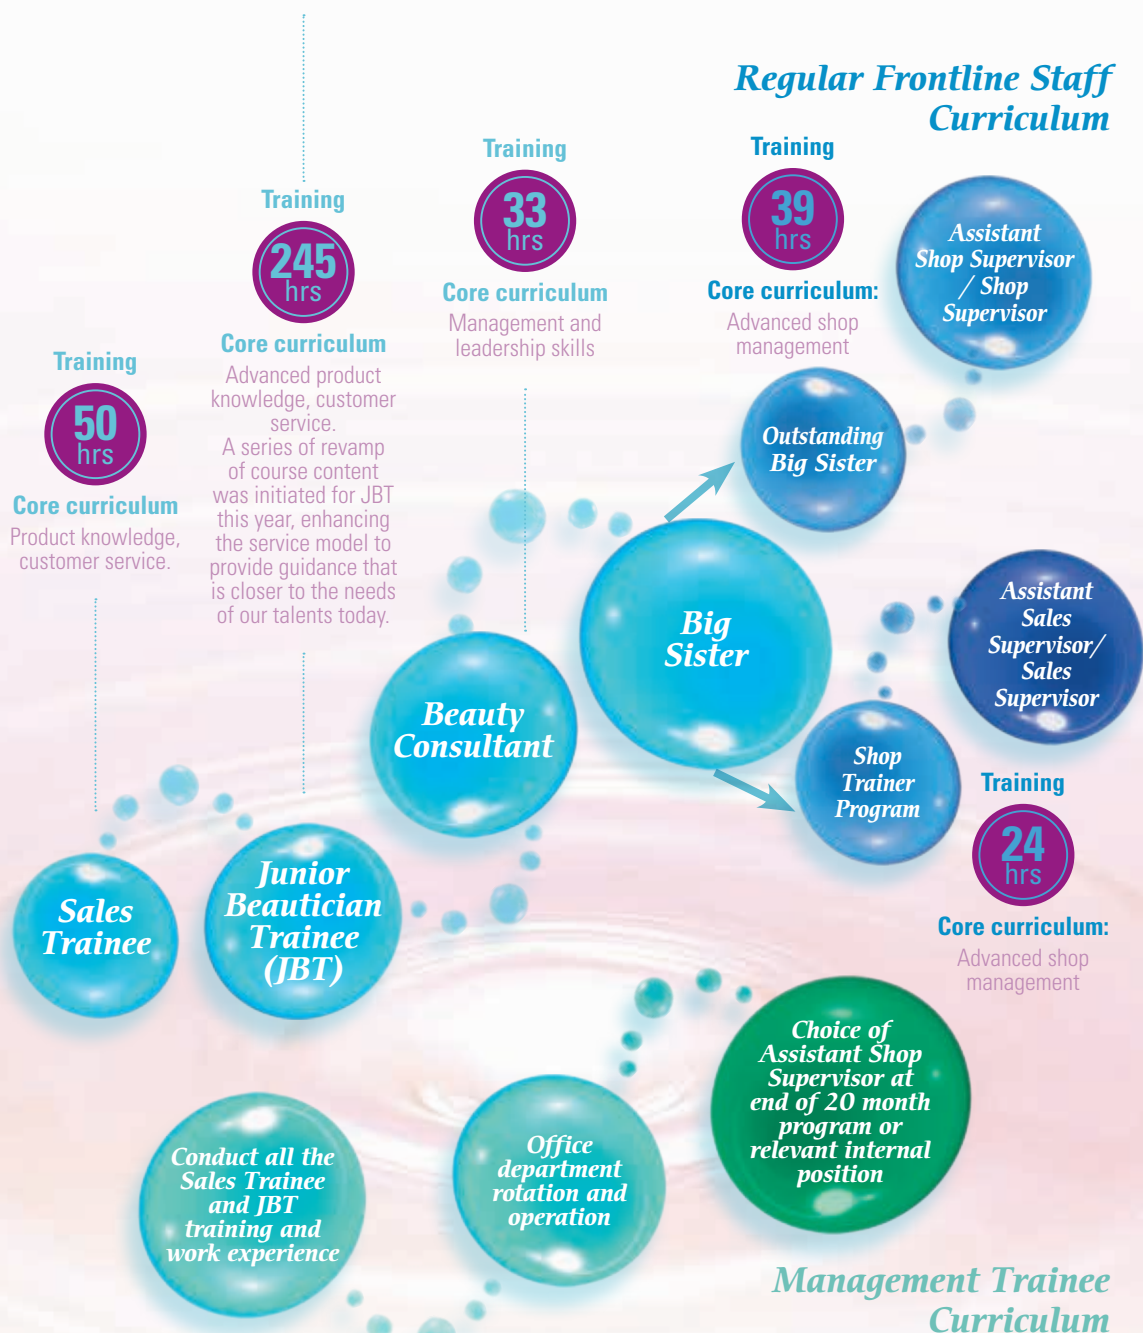 Regular Frontline Staff
Curriculum
Training
50
hrs
Core curriculum
Product knowledge,
customer service.
Training
245
hrs
Core curriculum
Advanced product
knowledge, customer
service.
A series of revamp
of course content
was initiated for JBT
this year, enhancing
the service model to
provide guidance that
is closer to the needs
of our talents today.
Training
33
hrs
Core curriculum
Management and
leadership skills
Training
39
hrs
Core curriculum:
Advanced shop
management
Assistant
Shop Supervisor
/ Shop
Supervisor
Outstanding
Big Sister
Big
Sister
Assistant
Sales
Supervisor/
Sales
Supervisor
Beauty
Consultant
Shop
Trainer
Program
Training
24
hrs
Core curriculum:
Advanced shop
management
Sales
Trainee
Junior
Beautician
Trainee
(JBT)
Conduct all the
Sales Trainee
and JBT
training and
work experience
Office
department
rotation and
operation
Choice of
Assistant Shop
Supervisor at
end of 20 month
program or
relevant internal
position
Management Trainee
Curriculum